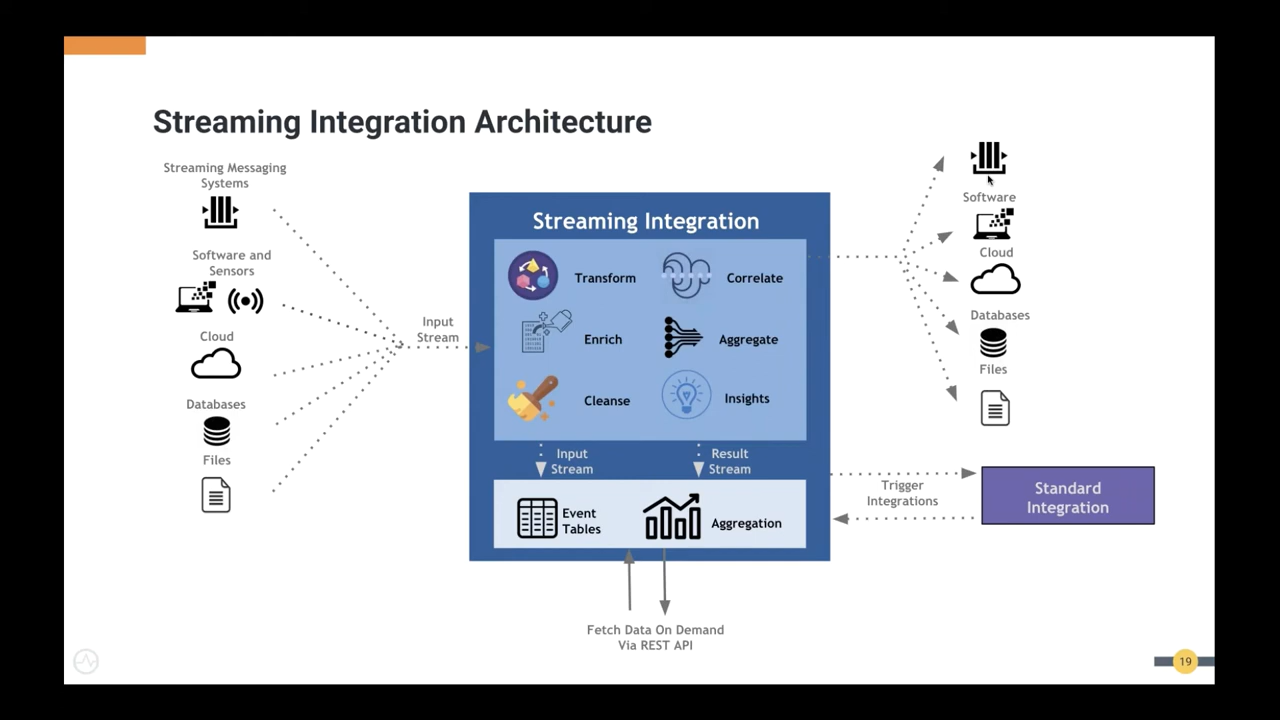 Streaming Integration Architecture
Streaming Messaging
Systems
Software and
Sensors
Cloud
Databases
Files
Input
Stream
Streaming Integration
Transform
Correlate
Enrich
Aggregate
Cleanse
Insights
Input
Stream
Result
Stream
Event
Tables
Aggregation
Fetch Data On Demand
Via REST API
Software
Cloud
Databases
Files
Trigger
Integrations
Standard
Integration
19